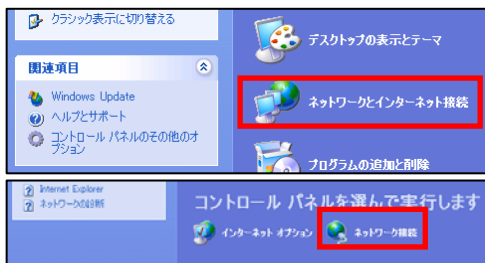 クラシック表示に切り替える
デスクトップの表示とテーマ
関連項目
Windows Update
ネットワークとインターネット接続
ヘルプとサポート
コントロール パネルのその他のオ
プション
プログラムの追加と削除
Internet Explorer
ネットワークの診断
コントロール パネルを選んで実行します
インターネット オプション
ネットワーク接続